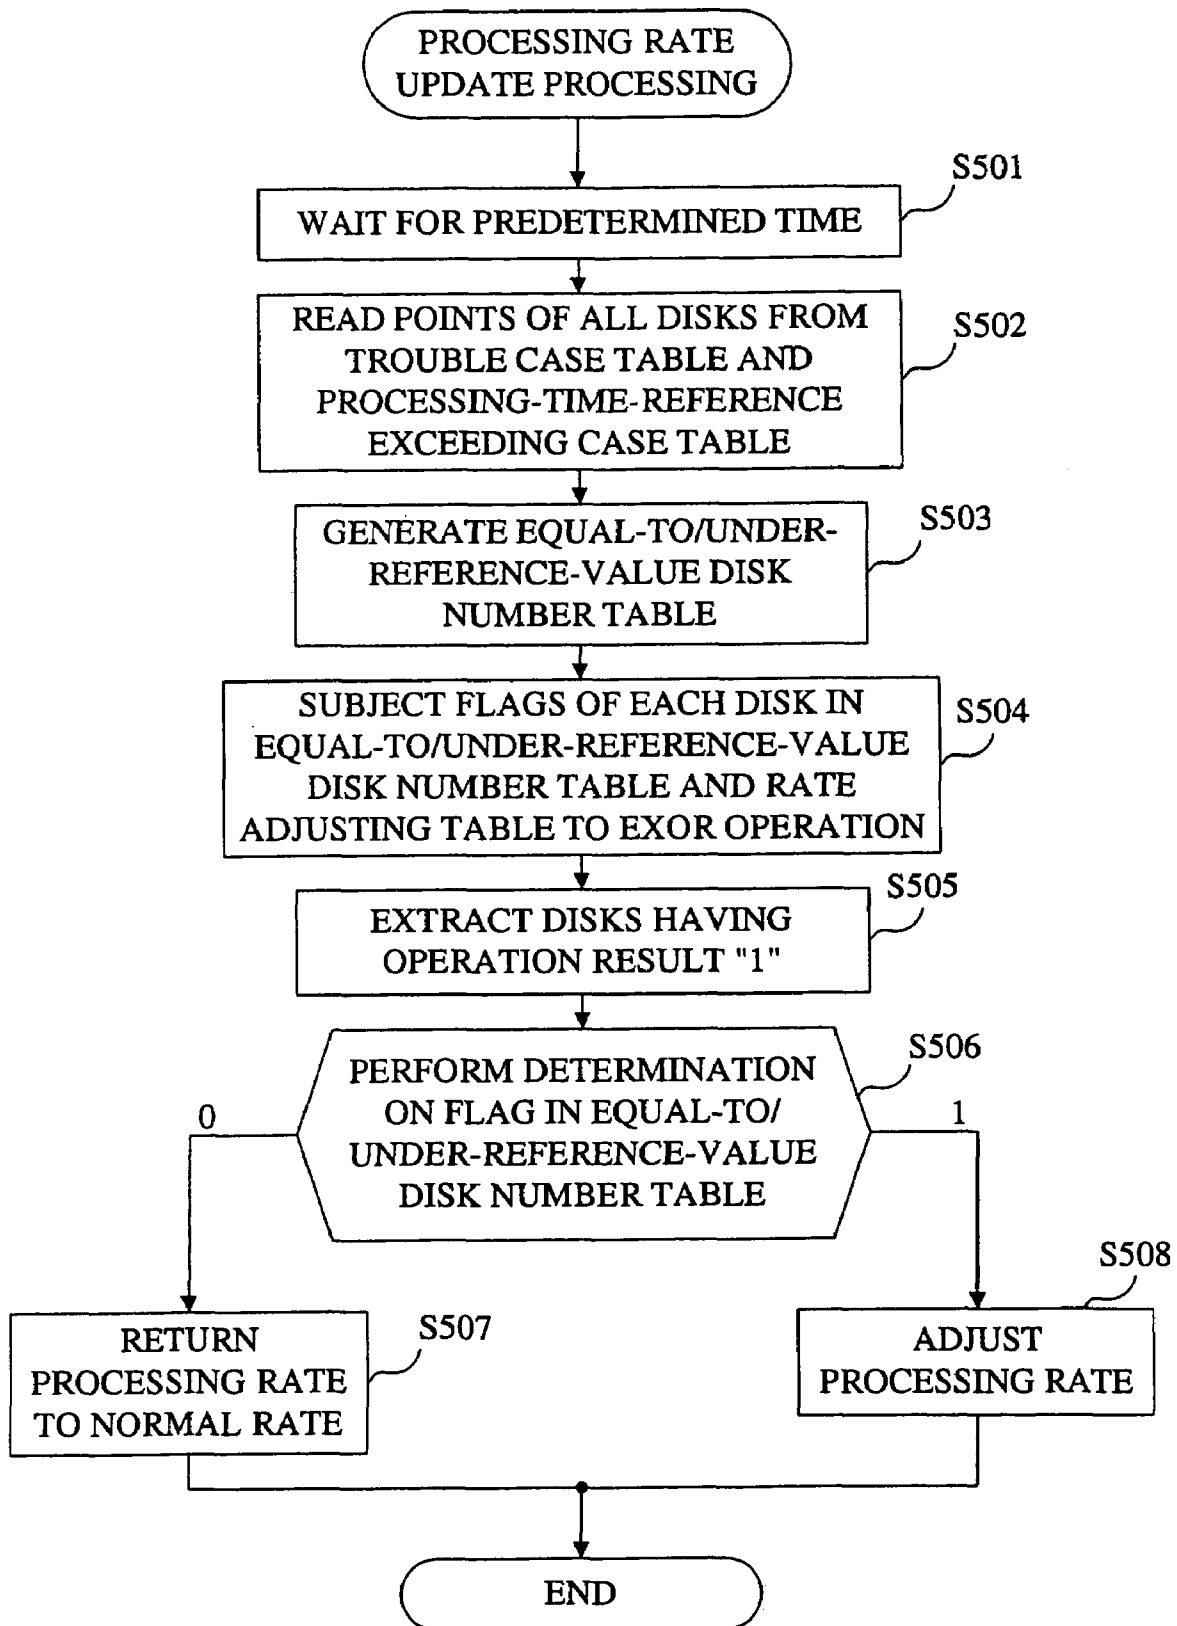 PROCESSING RATE
UPDATE PROCESSING
S501
WAIT FOR PREDETERMINED TIME
S502
READ POINTS OF ALL DISKS FROM
TROUBLE CASE TABLE AND
PROCESSING-TIME-REFERENCE
EXCEEDING CASE TABLE
S503
GENERATE EQUAL-TO/UNDER-
REFERENCE-VALUE DISK
NUMBER TABLE
S504
SUBJECT FLAGS OF EACH DISK IN
EQUAL-TO/UNDER-REFERENCE-VALUE
DISK NUMBER TABLE AND RATE
ADJUSTING TABLE TO EXOR OPERATION
S505
EXTRACT DISKS HAVING
OPERATION RESULT "1"
S506
PERFORM DETERMINATION
ON FLAG IN EQUAL-TO/
UNDER-REFERENCE-VALUE
DISK NUMBER TABLE
0
1
S507
RETURN
PROCESSING RATE
TO NORMAL RATE
S508
ADJUST
PROCESSING RATE
END